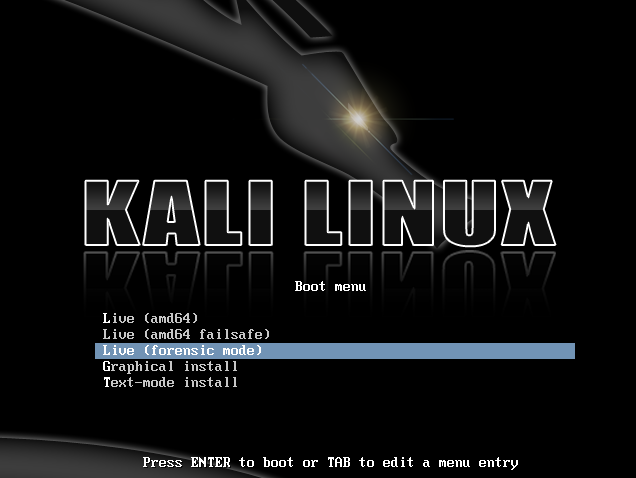 KALI LINUX
Boot menu
Live (amd64)
Live (amd64 failsafe)
Live (forensic mode)
Graphical install
Text-mode install
Press ENTER to boot or TAB to edit a menu entry